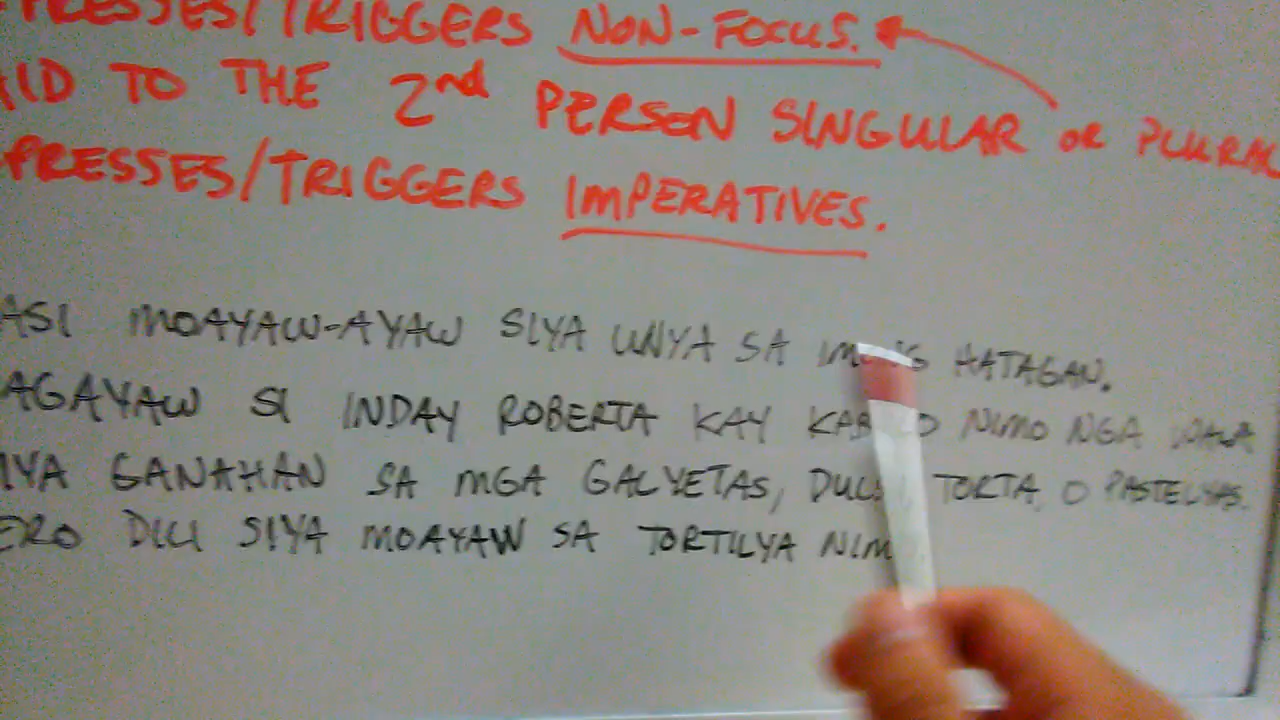 PRESSES/TRIGGERS NON-FOCUS.
AID TO THE 2nd PERSON SINGULAR OR PLURAL
PRESSES/TRIGGERS IMPERATIVES.
ASI MOAYAW-AYAW SIYA UNYA SA HATAGAN.
AGAYAW SI INDAY ROBERTA KAY NIMO NGA WALA
IYA GANAHAN SA MGA GALYETAS, TORTA, O PASTELYAS.
ERO DILI SIYA MOAYAW SA TORTILYA